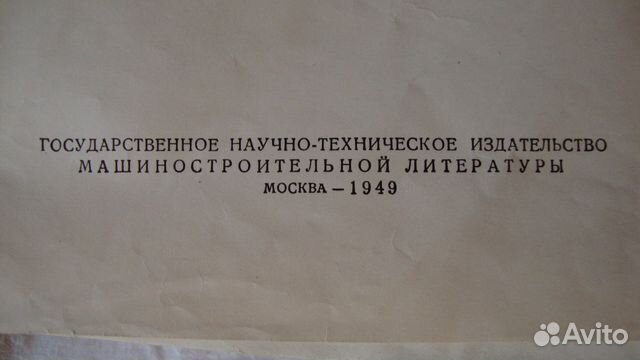 ГОСУДАРСТВЕННОЕ НАУЧНО-ТЕХНИЧЕСКОЕ ИЗДАТЕЛЬСТВО
МАШИНОСТРОИТЕЛЬНОЙ ЛИТЕРАТУРЫ
МОСКВА — 1949
Avito